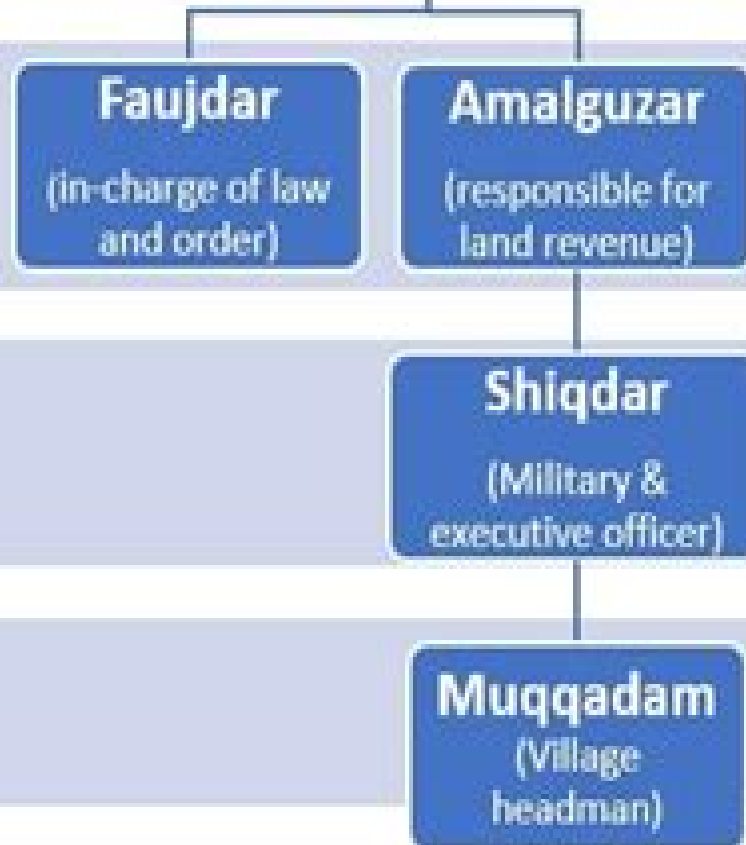 Faujdar
(in-charge of law
and order)
Amalguzar
(responsible for
land revenue)
Shiqdar
(Military &
executive officer)
Muqqadam
(Village
headman)